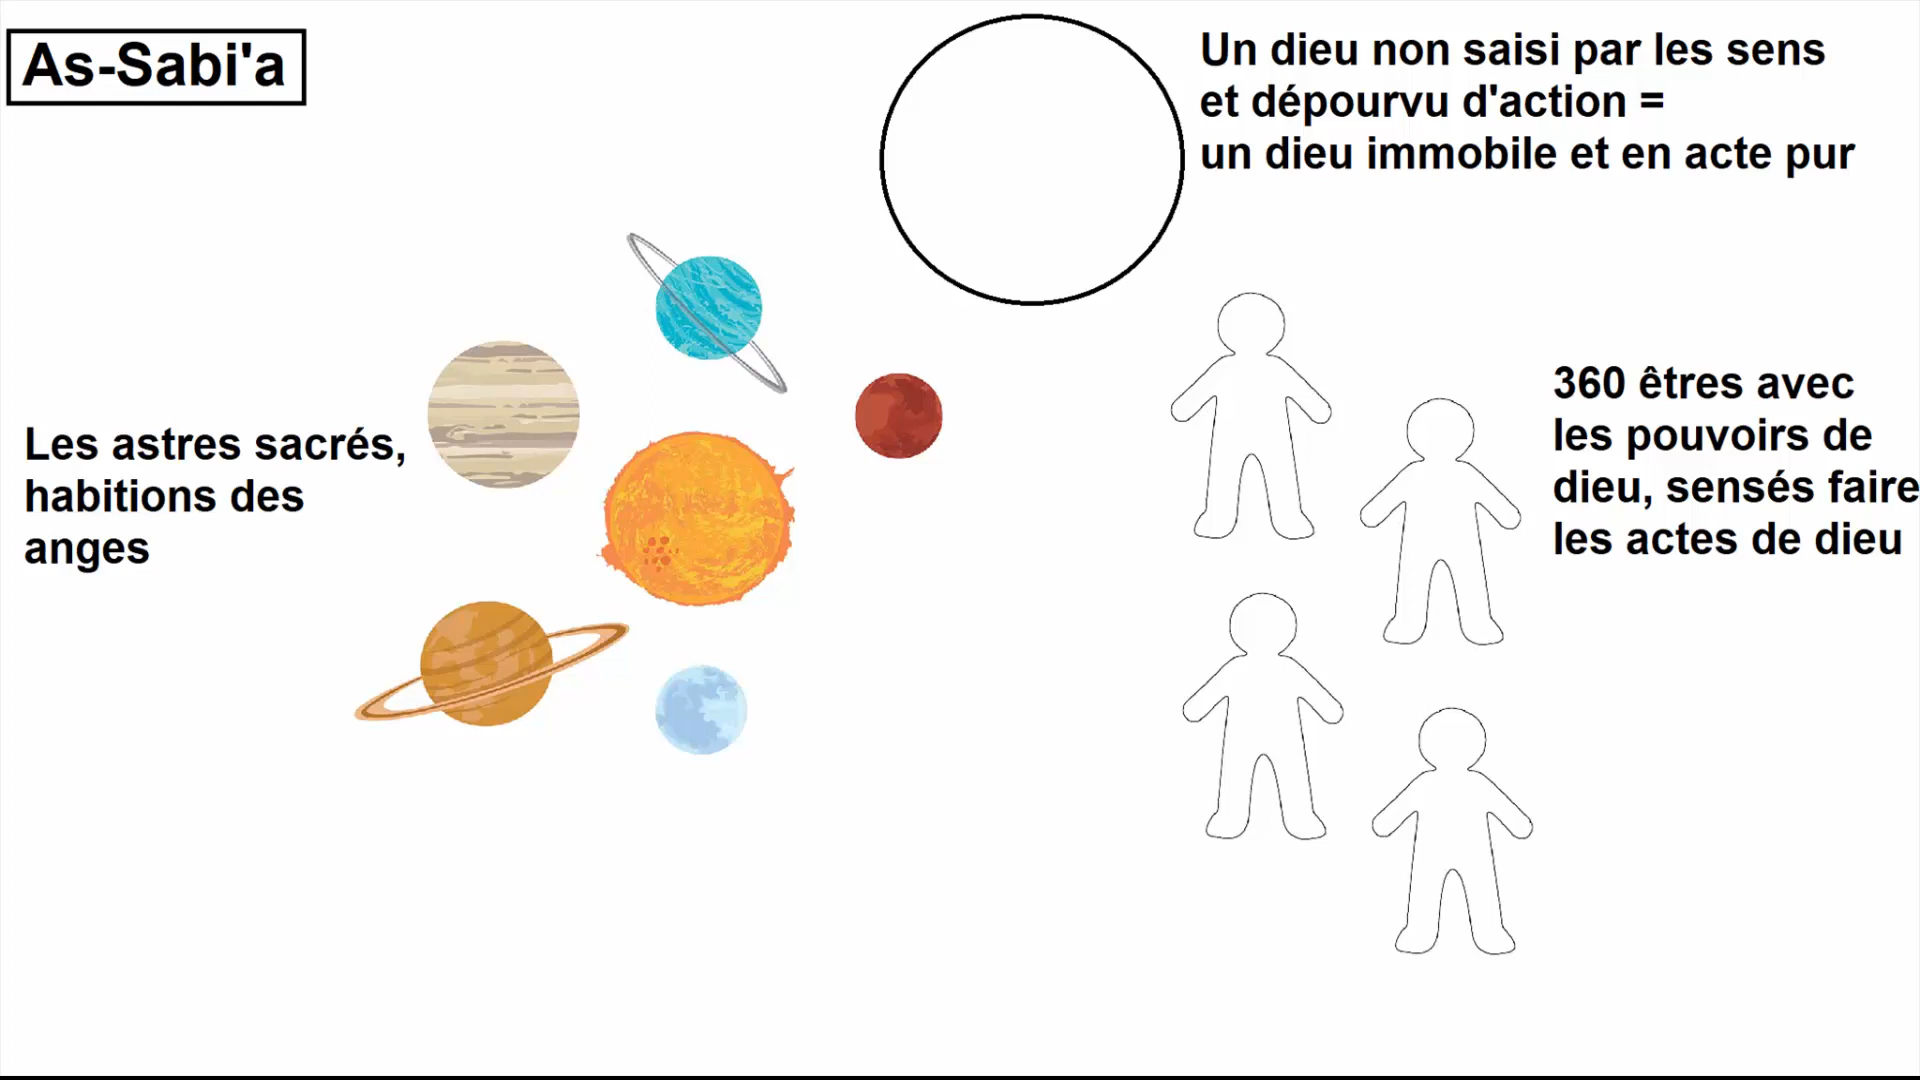 As-Sabi'a
Un dieu non saisi par les sens
et dépourvu d'action =
un dieu immobile et en acte pur
Les astres sacrés,
habitions des
anges
360 êtres avec
les pouvoirs de
dieu, sensés faire
les actes de dieu